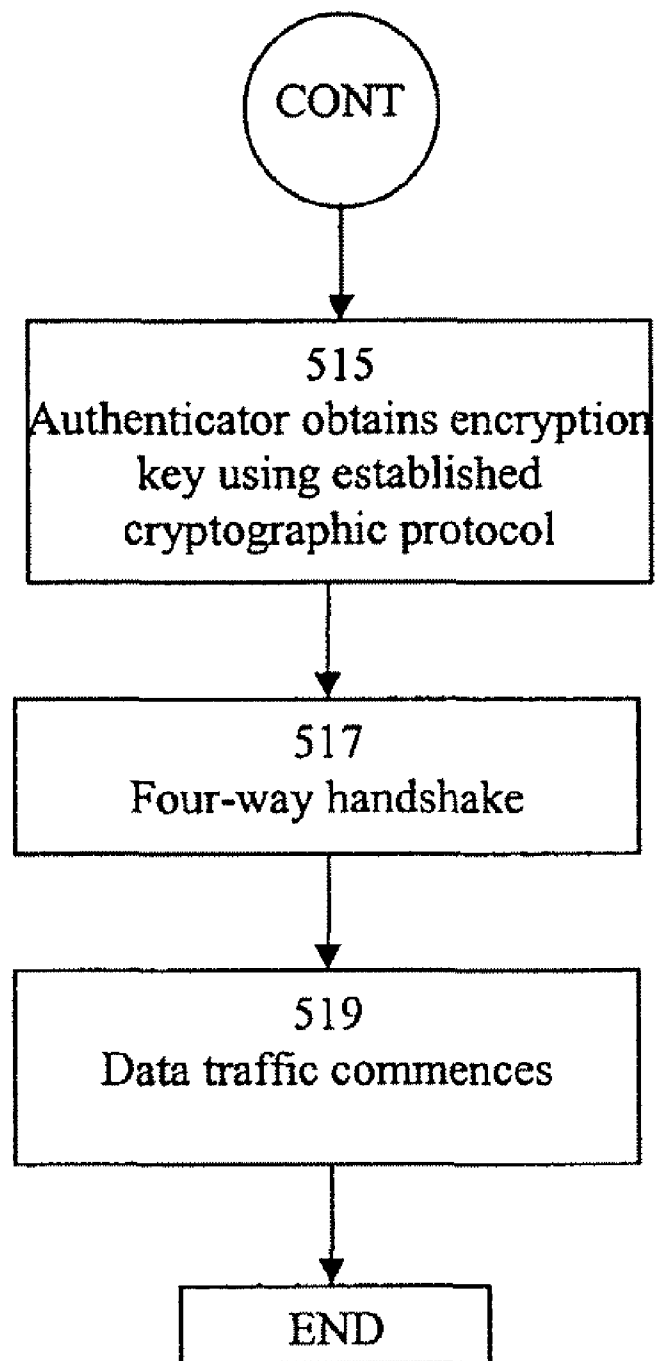 CONT
515
Authenticator obtains encryption
key using established
cryptographic protocol
517
Four-way handshake
519
Data traffic commences
END